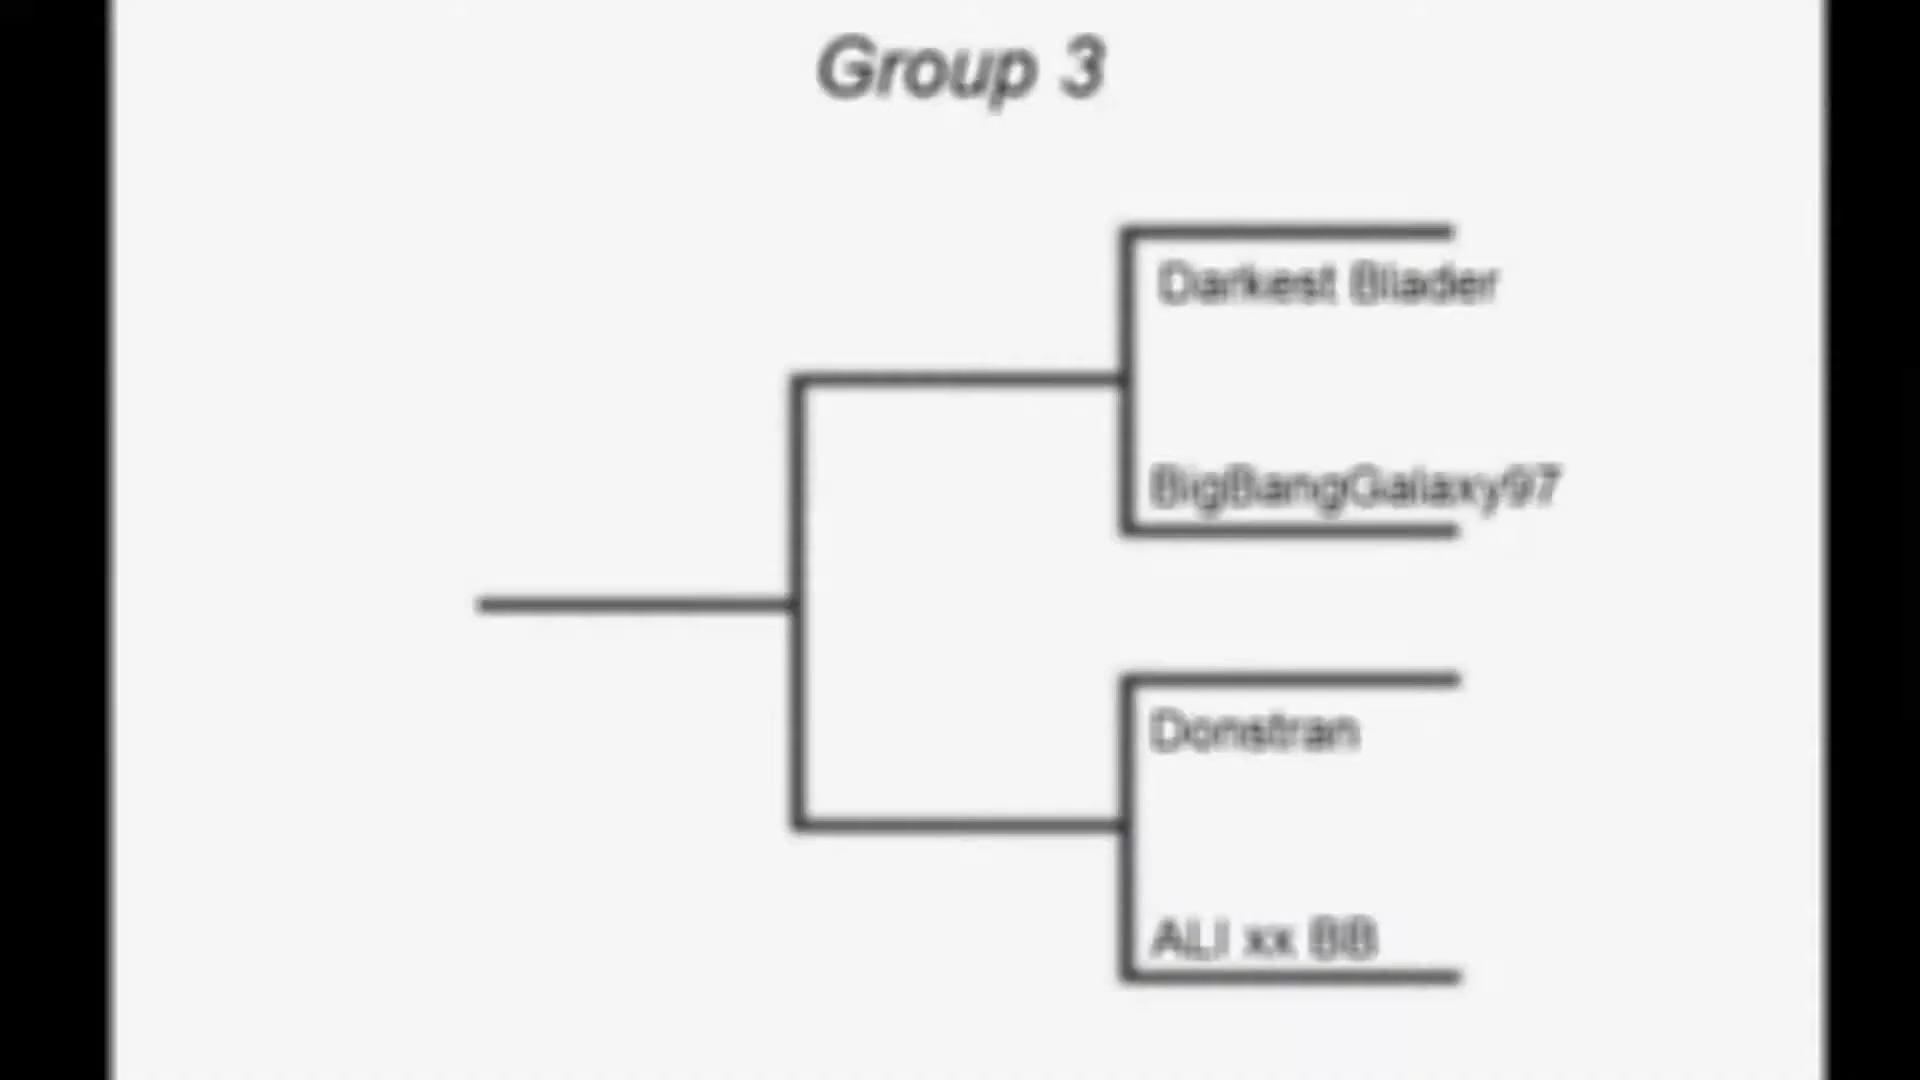 Group 3
Darkest Blader
BigBangGalaxy97
Donstran
ALI xx BB